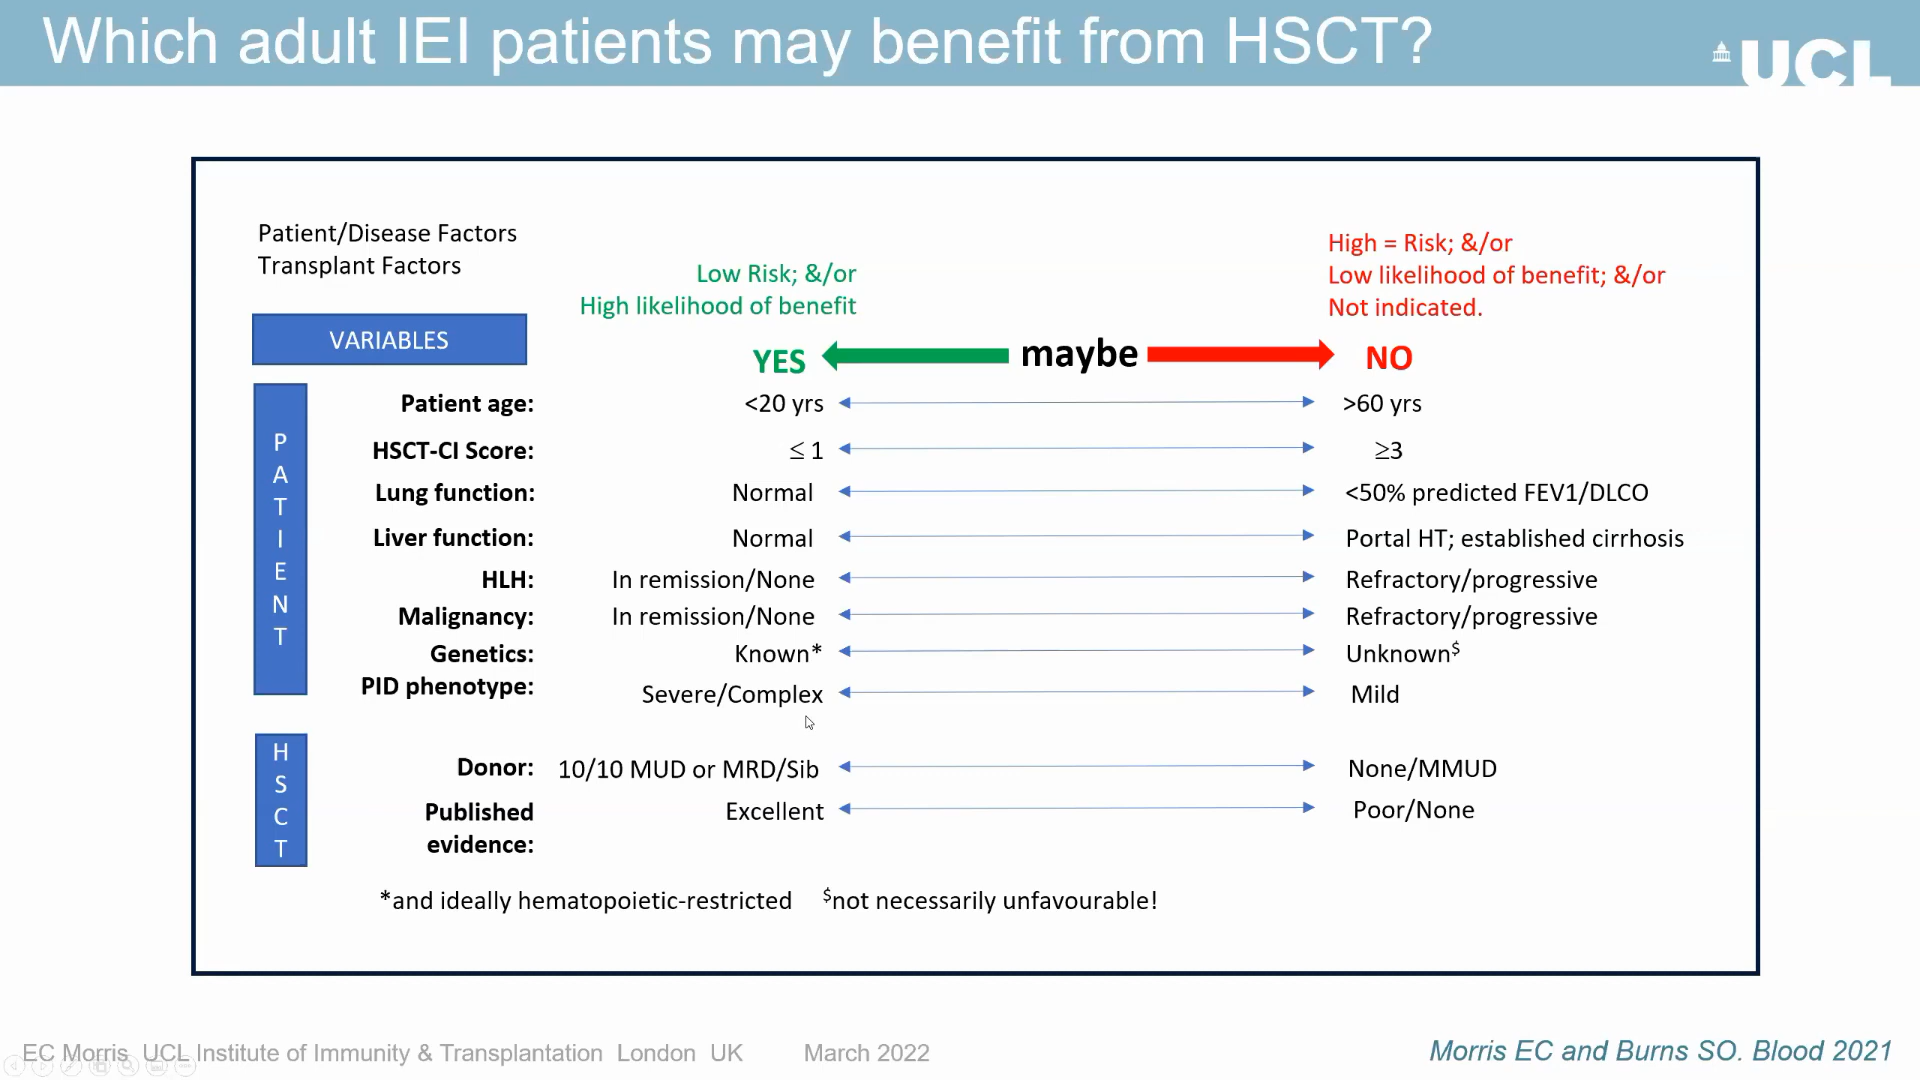 Which adult IEI patients may benefit from HSCT?
UCL
Patient/Disease Factors
Transplant Factors
Low Risk; &/or
High likelihood of benefit
High = Risk; &/or
Low likelihood of benefit; &/or
Not indicated.
VARIABLES
YES maybe NO
PATIENT
Patient age: <20 yrs >60 yrs
HSCT-CI Score: ≤ 1 ≥3
Lung function: Normal <50% predicted FEV1/DLCO
Liver function: Normal Portal HT; established cirrhosis
HLH: In remission/None Refractory/progressive
Malignancy: In remission/None Refractory/progressive
Genetics: Known* Unknown$
PID phenotype: Severe/Complex Mild
HSCT
Donor: 10/10 MUD or MRD/Sib None/MMUD
Published Excellent Poor/None
evidence:
*and ideally hematopoietic-restricted $not necessarily unfavourable!
EC Morris UCL Institute of Immunity & Transplantation London UK March 2022
Morris EC and Burns SO. Blood 2021